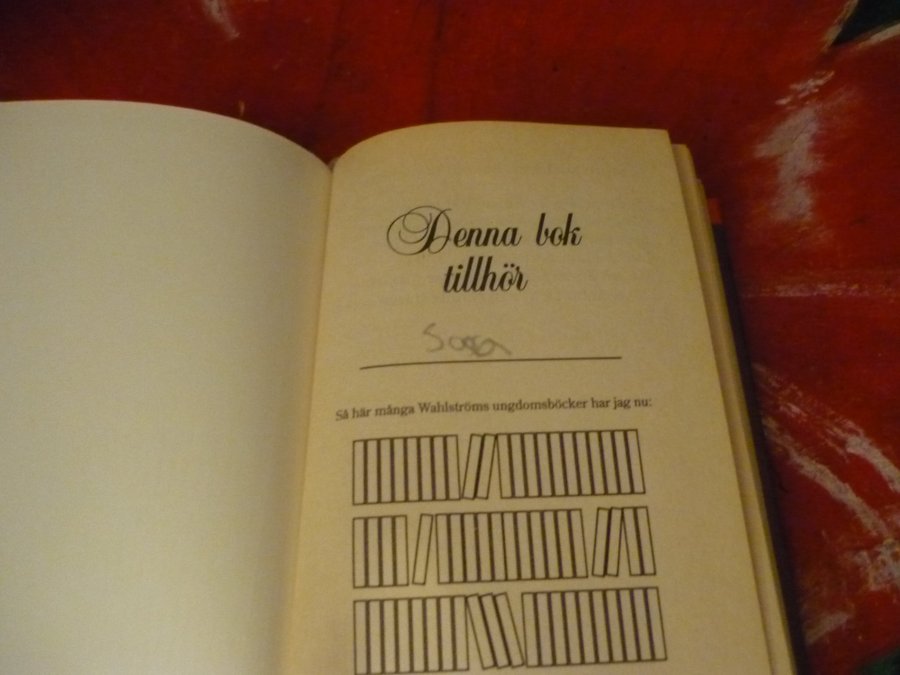 Denna bok
tillhör
Så här många Wahlströms ungdomsböcker har jag nu: